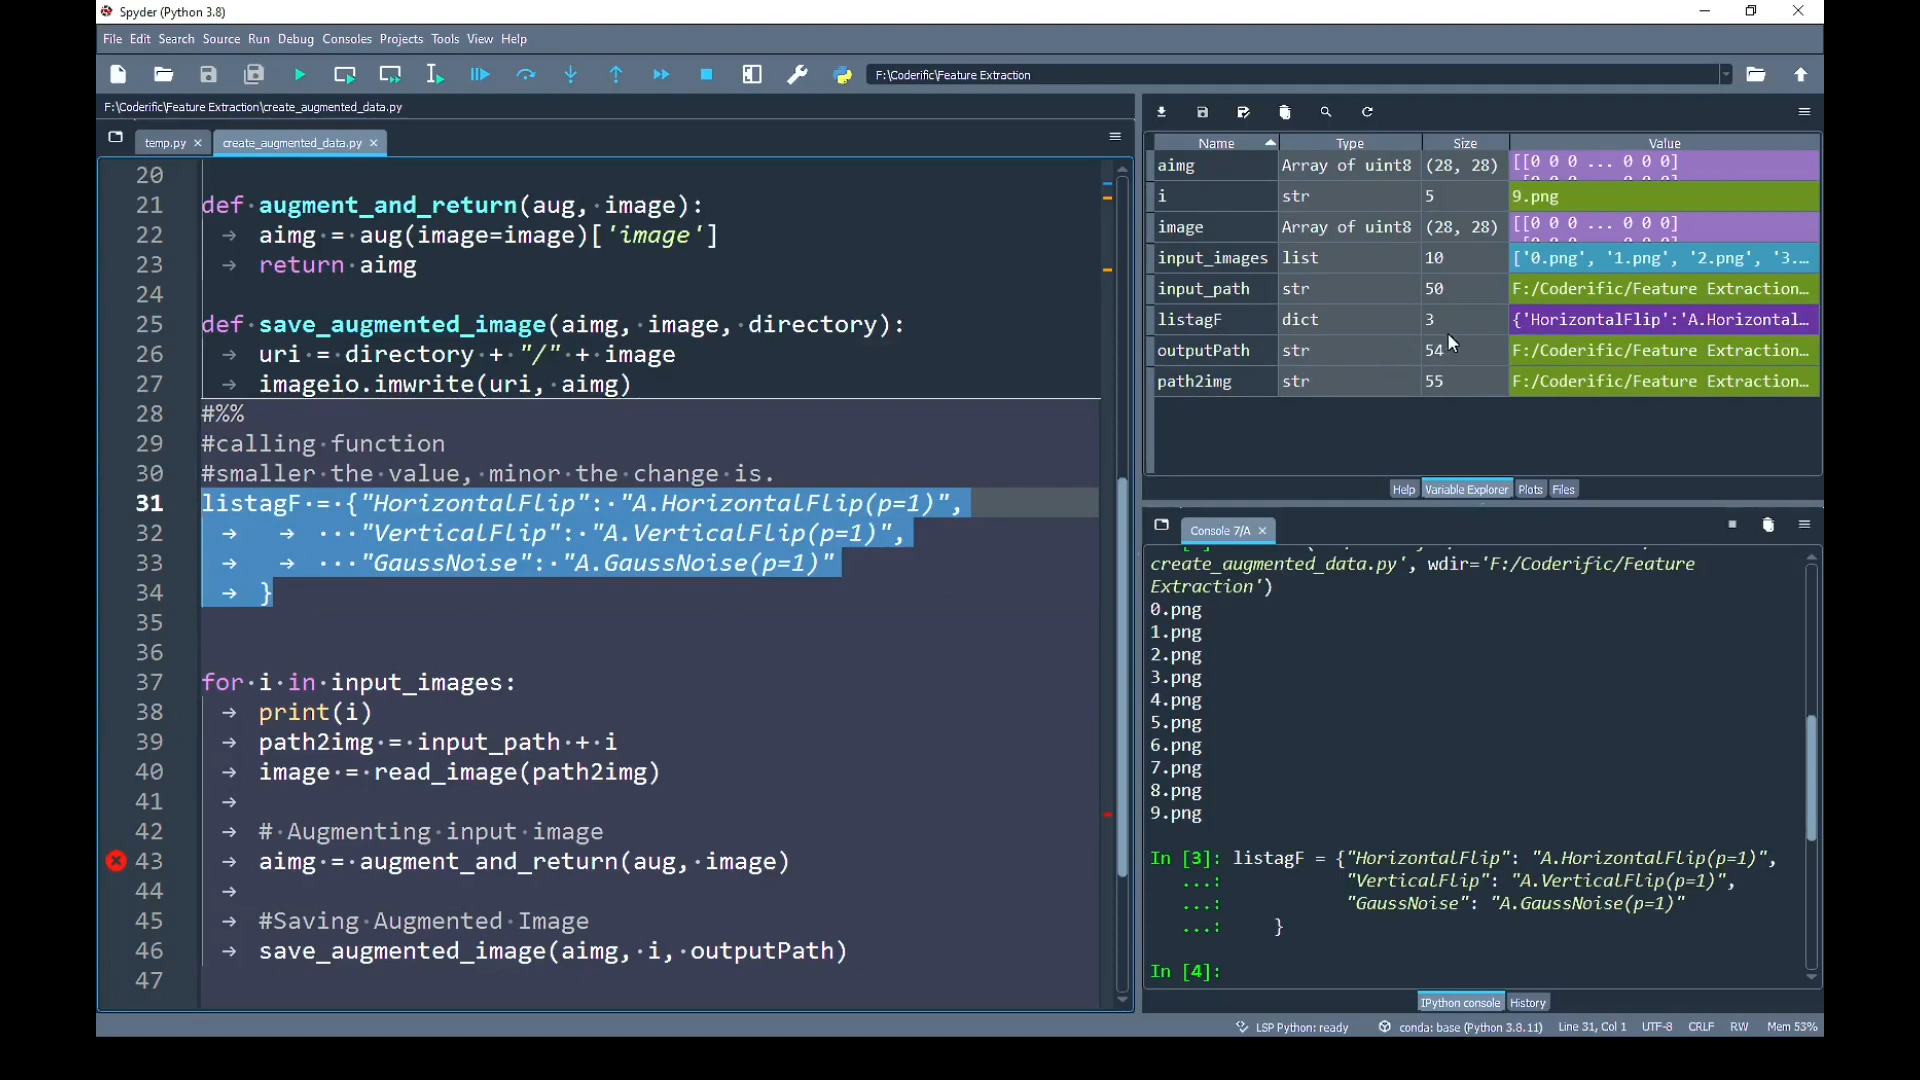 Spyder (Python 3.8)
File Edit Search Source Run Debug Consoles Projects Tools View Help
F:\Coderific\Feature Extraction
F:\Coderific\Feature Extraction\create_augmented_data.py
temp.py
create_augmented_data.py
20
21 def augment_and_return(aug, image):
22 aimg = aug(image=image)['image']
23 return aimg
24
25 def save_augmented_image(aimg, image, directory):
26 uri = directory + "/" + image
27 imageio.imwrite(uri, aimg)
28 #%%
29 #calling function
30 #smaller the value, minor the change is.
31 listagF = {"HorizontalFlip": "A.HorizontalFlip(p=1)",
32 "VerticalFlip": "A.VerticalFlip(p=1)",
33 "GaussNoise": "A.GaussNoise(p=1)"
34 }
35
36
37 for i in input_images:
38 print(i)
39 path2img = input_path + i
40 image = read_image(path2img)
41
42 # Augmenting input image
43 aimg = augment_and_return(aug, image)
44
45 #Saving Augmented Image
46 save_augmented_image(aimg, i, outputPath)
47
Name Type Size Value
aimg Array of uint8 (28, 28) [[0 0 0 ... 0 0 0]
i str 5 9.png
image Array of uint8 (28, 28) [[0 0 0 ... 0 0 0]
input_images list 10 ['0.png', '1.png', '2.png', '3....
input_path str 50 F:/Coderific/Feature Extraction...
listagF dict 3 {'HorizontalFlip':'A.Horizontal...
outputPath str 54 F:/Coderific/Feature Extraction...
path2img str 55 F:/Coderific/Feature Extraction...
Help Variable Explorer Plots Files
Console 7/A
create_augmented_data.py', wdir='F:/Coderific/Feature
Extraction')
0.png
1.png
2.png
3.png
4.png
5.png
6.png
7.png
8.png
9.png
In [3]: listagF = {"HorizontalFlip": "A.HorizontalFlip(p=1)",
...: "VerticalFlip": "A.VerticalFlip(p=1)",
...: "GaussNoise": "A.GaussNoise(p=1)"
...: }
In [4]:
IPython console History
LSP Python: ready conda: base (Python 3.8.11) Line 31, Col 1 UTF-8 CRLF RW Mem 53%